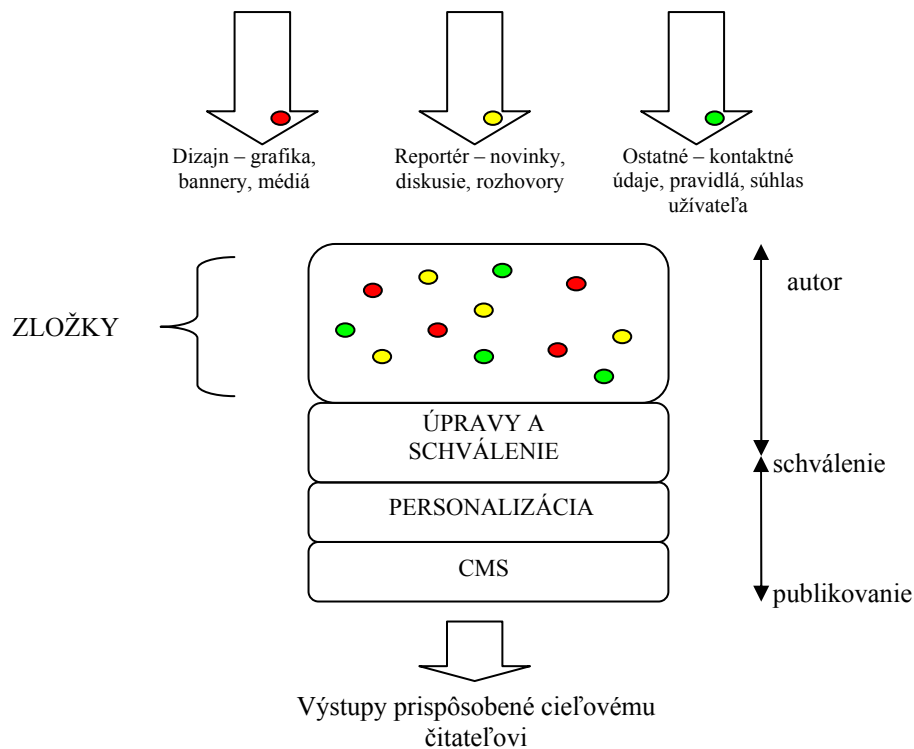 Dizajn – grafika,
bannery, médiá
Reportér – novinky,
diskusie, rozhovory
Ostatné – kontaktné
údaje, pravidlá, súhlas
užívateľa
ZLOŽKY
autor
ÚPRAVY A
SCHVÁLENIE
schválenie
PERSONALIZÁCIA
CMS
publikovanie
Výstupy prispôsobené cieľovému
čitateľovi